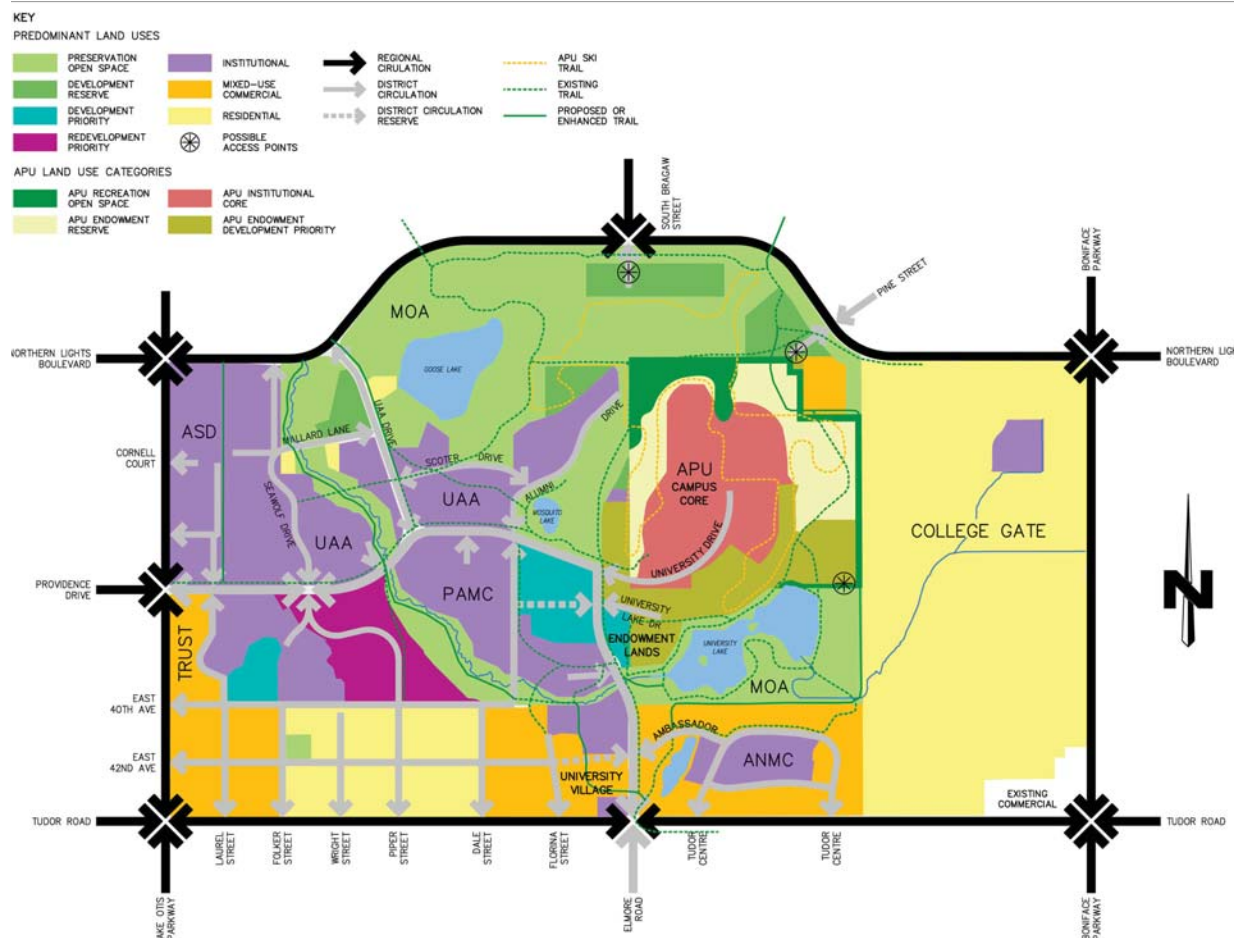 KEY
PREDOMINANT LAND USES
PRESERVATION
OPEN SPACE
DEVELOPMENT
RESERVE
DEVELOPMENT
PRIORITY
REDEVELOPMENT
PRIORITY
INSTITUTIONAL
MIXED-USE
COMMERCIAL
RESIDENTIAL
POSSIBLE
ACCESS POINTS
REGIONAL
CIRULATION
DISTRICT
CIRCULATION
DISTRICT CIRCULATION
RESERVE
APU SKI
TRAIL
EXISTING
TRAIL
PROPOSED OR
ENHANCED TRAIL
APU LAND USE CATEGORIES
APU RECREATION
OPEN SPACE
APU ENDOWMENT
RESERVE
APU INSTITUTIONAL
CORE
APU ENDOWMENT
DEVELOPMENT PRIORITY
SOUTH BRAGAW
STREET
BONIFACE
PARKWAY
PINE STREET
MOA
NORTHERN LIGHTS
BOULEVARD
NORTHERN LIGH
BOULEVARD
GOOSE LAKE
UAA DRIVE
ASD
MALLARD LANE
CORNELL
COURT
SCOTER DRIVE
ALUMNI DRIVE
UAA
MOSQUITO
LAKE
APU
CAMPUS
CORE
SEAWOLF DRIVE
UAA
UNIVERSITY DRIVE
COLLEGE GATE
PROVIDENCE
DRIVE
PAMC
UNIVERSITY
LAKE DR
ENDOWMENT
LANDS
UNIVERSITY
LAKE
TRUST
MOA
EAST
40TH AVE
AMBASSADOR
EAST
42ND AVE
ANMC
UNIVERSITY
VILLAGE
EXISTING
COMMERCIAL
TUDOR ROAD
TUDOR ROAD
LAUREL
STREET
FOLKER
STREET
WRIGHT
STREET
PIPER
STREET
DALE
STREET
FLORINA
STREET
TUDOR
CENTRE
TUDOR
CENTRE
AKE OTIS
PARKWAY
ELMORE
ROAD
BONIFACE
PARKWAY
N